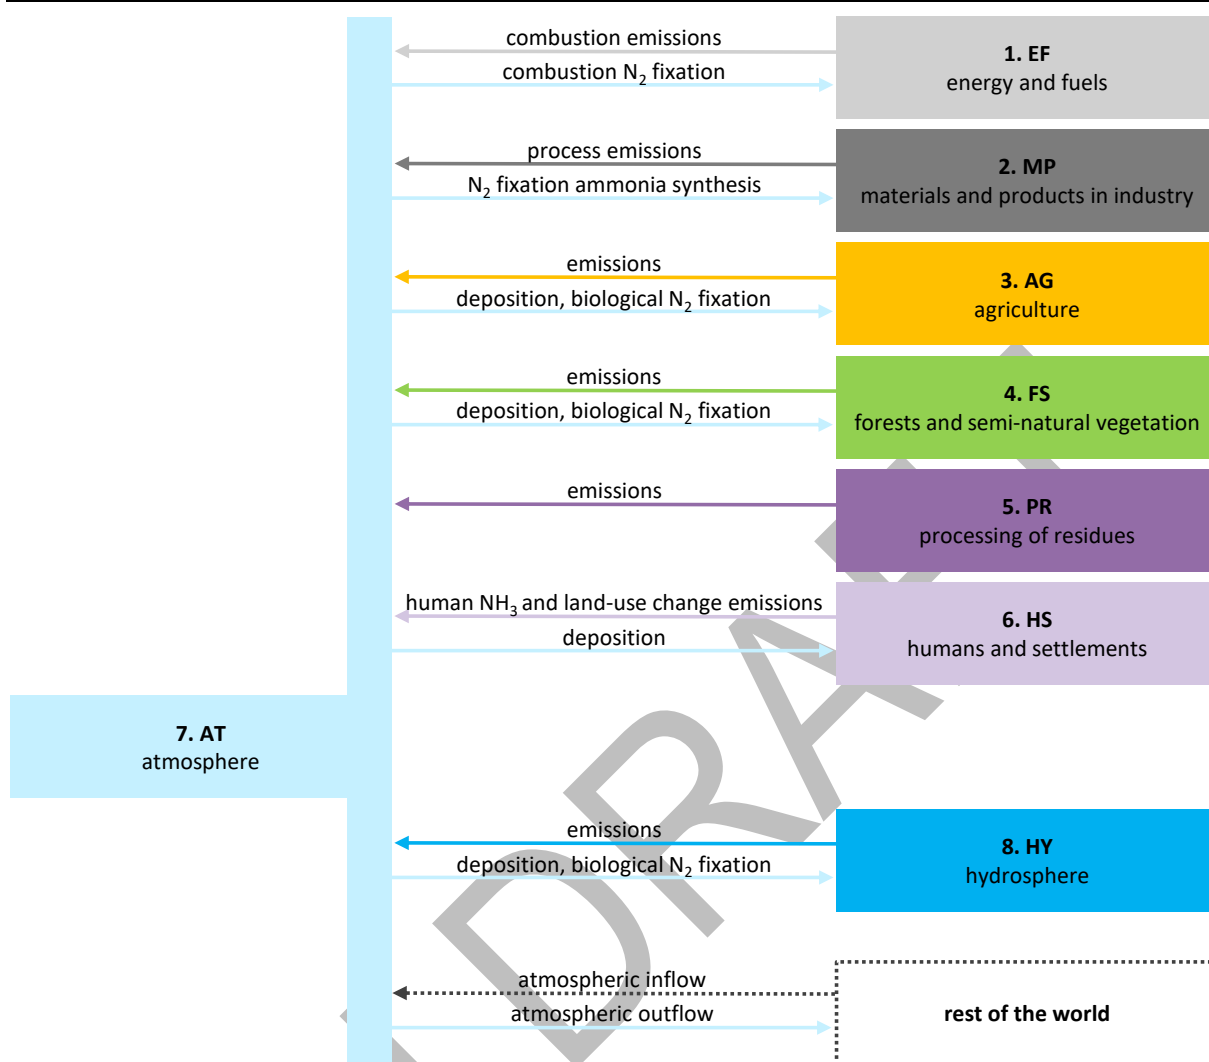 combustion emissions
combustion N₂ fixation
1. EF
energy and fuels
process emissions
N₂ fixation ammonia synthesis
2. MP
materials and products in industry
emissions
deposition, biological N₂ fixation
3. AG
agriculture
emissions
deposition, biological N₂ fixation
4. FS
forests and semi-natural vegetation
emissions
5. PR
processing of residues
human NH₃ and land-use change emissions
deposition
6. HS
humans and settlements
7. AT
atmosphere
emissions
deposition, biological N₂ fixation
8. HY
hydrosphere
atmospheric inflow
atmospheric outflow
rest of the world
DRAFT